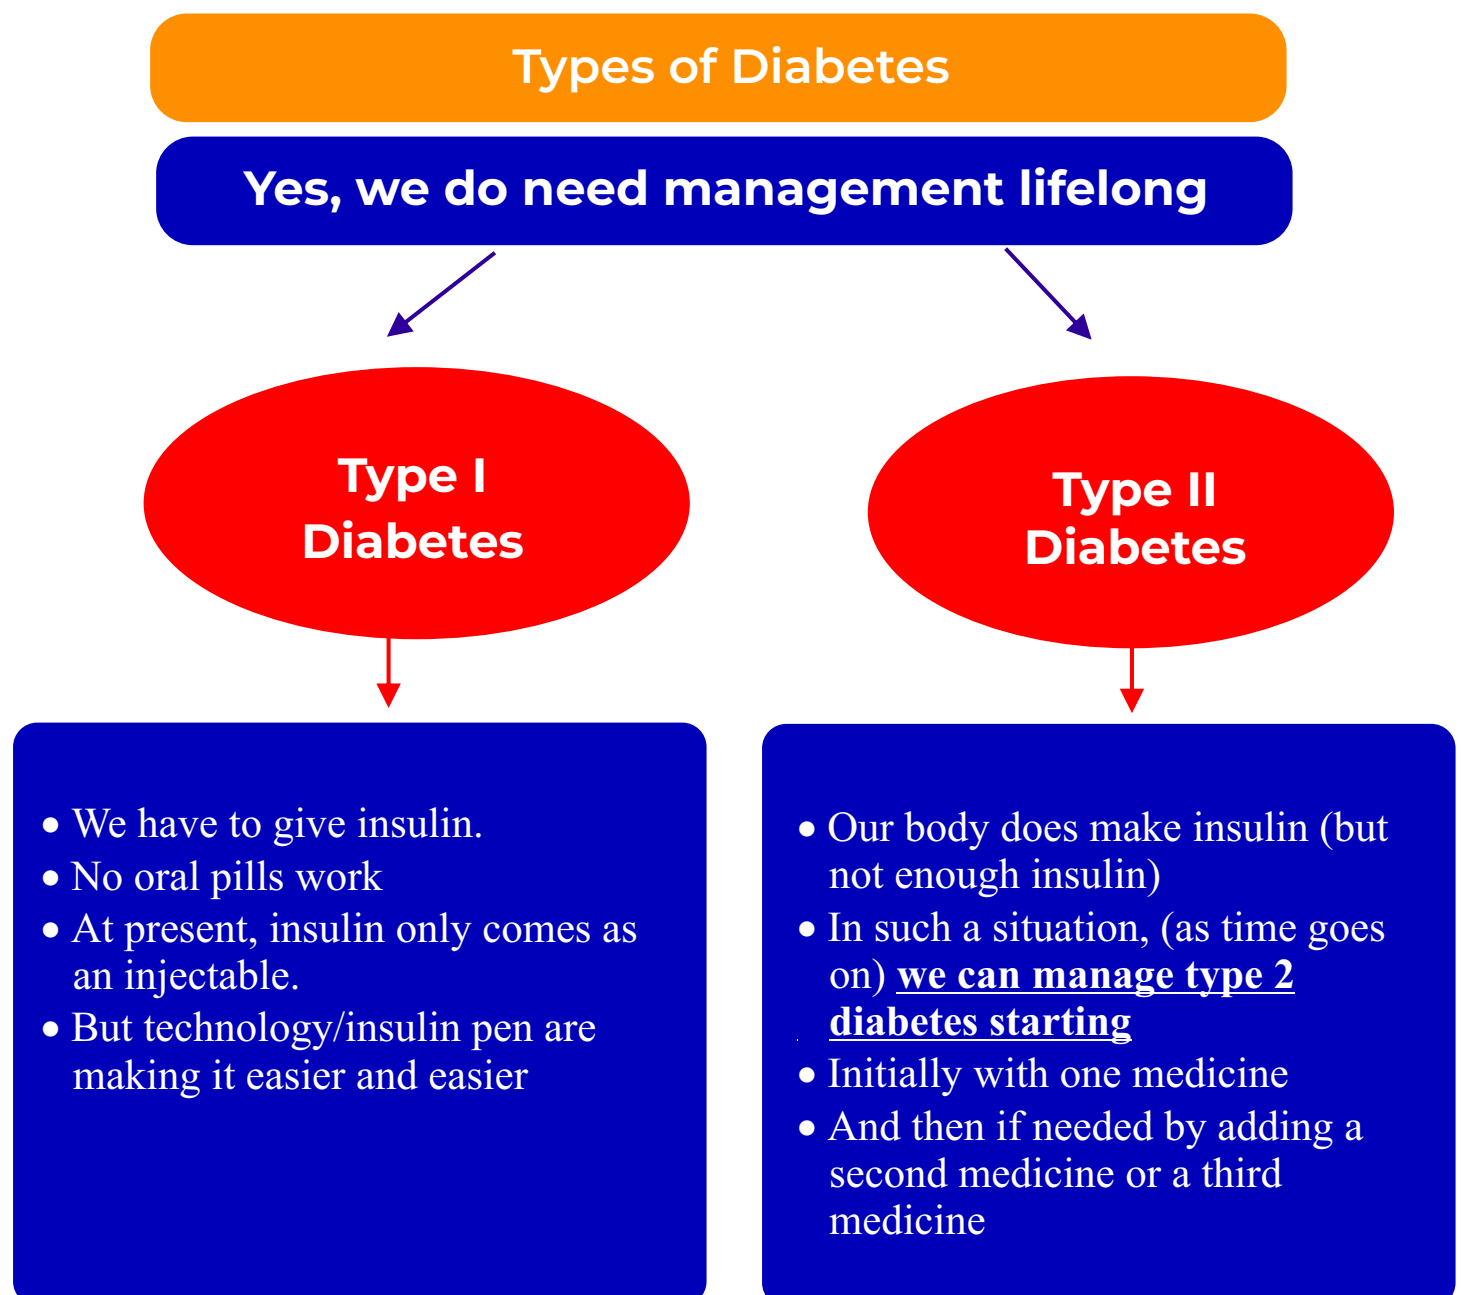 Types of Diabetes
Yes, we do need management lifelong
Type I
Diabetes
Type II
Diabetes
• We have to give insulin.
• No oral pills work
• At present, insulin only comes as
an injectable.
• But technology/insulin pen are
making it easier and easier
• Our body does make insulin (but
not enough insulin)
• In such a situation, (as time goes
on) we can manage type 2
diabetes starting
• Initially with one medicine
• And then if needed by adding a
second medicine or a third
medicine